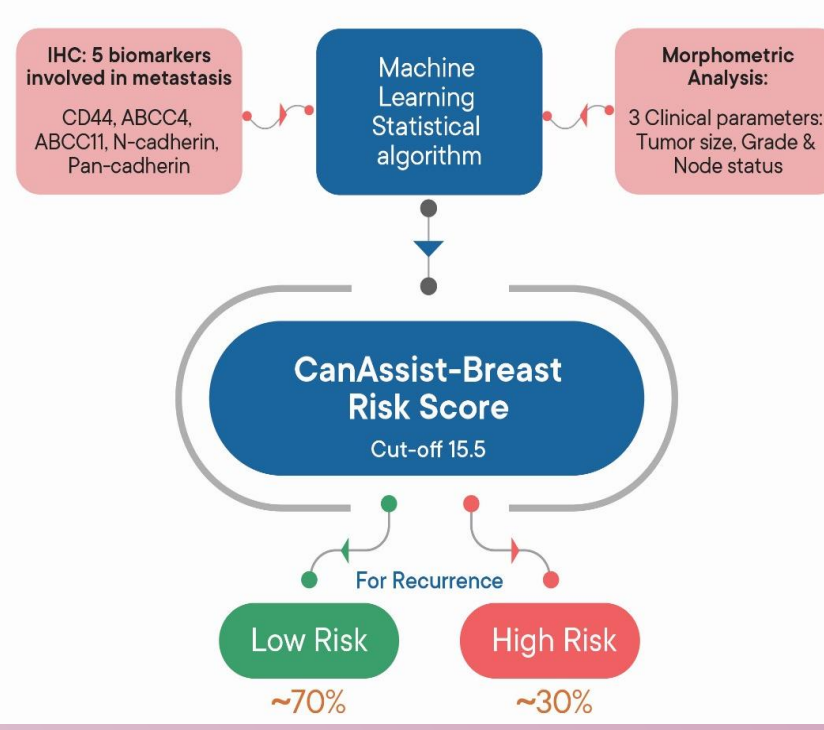 IHC: 5 biomarkers
involved in metastasis
CD44, ABCC4,
ABCC11, N-cadherin,
Pan-cadherin
Machine
Learning
Statistical
algorithm
Morphometric
Analysis:
3 Clinical parameters:
Tumor size, Grade &
Node status
CanAssist-Breast
Risk Score
Cut-off 15.5
For Recurrence
Low Risk
High Risk
~70%
~30%